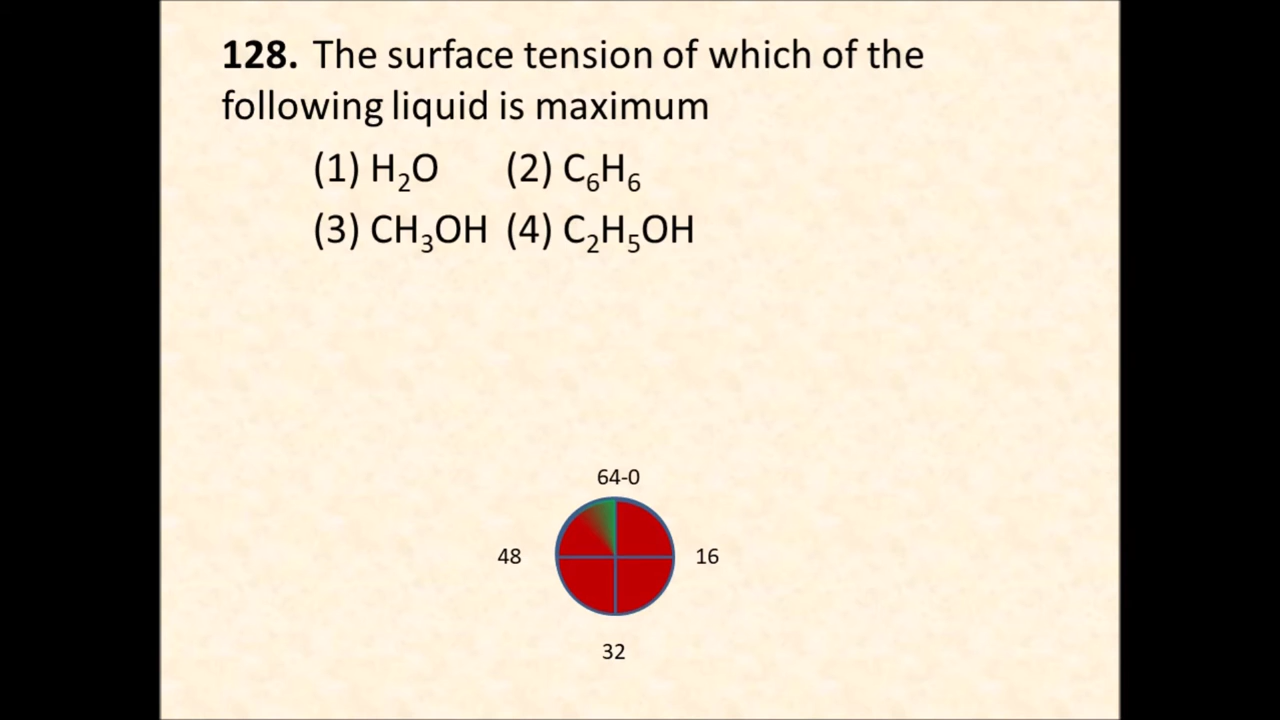 128. The surface tension of which of the
following liquid is maximum
(1) H₂O (2) C₆H₆
(3) CH₃OH (4) C₂H₅OH
64-0
48 16
32